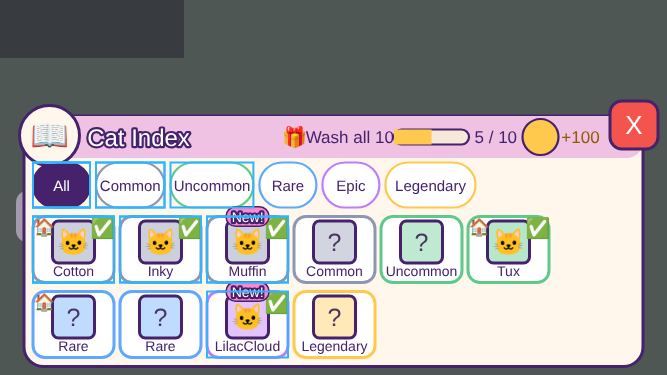 Cat Index
Wash all 10 5 / 10 +100 X
All Common Uncommon Rare Epic Legendary
New!
Cotton Inky Muffin ? Common ? Uncommon Tux
New!
? Rare ? Rare LilacCloud ? Legendary